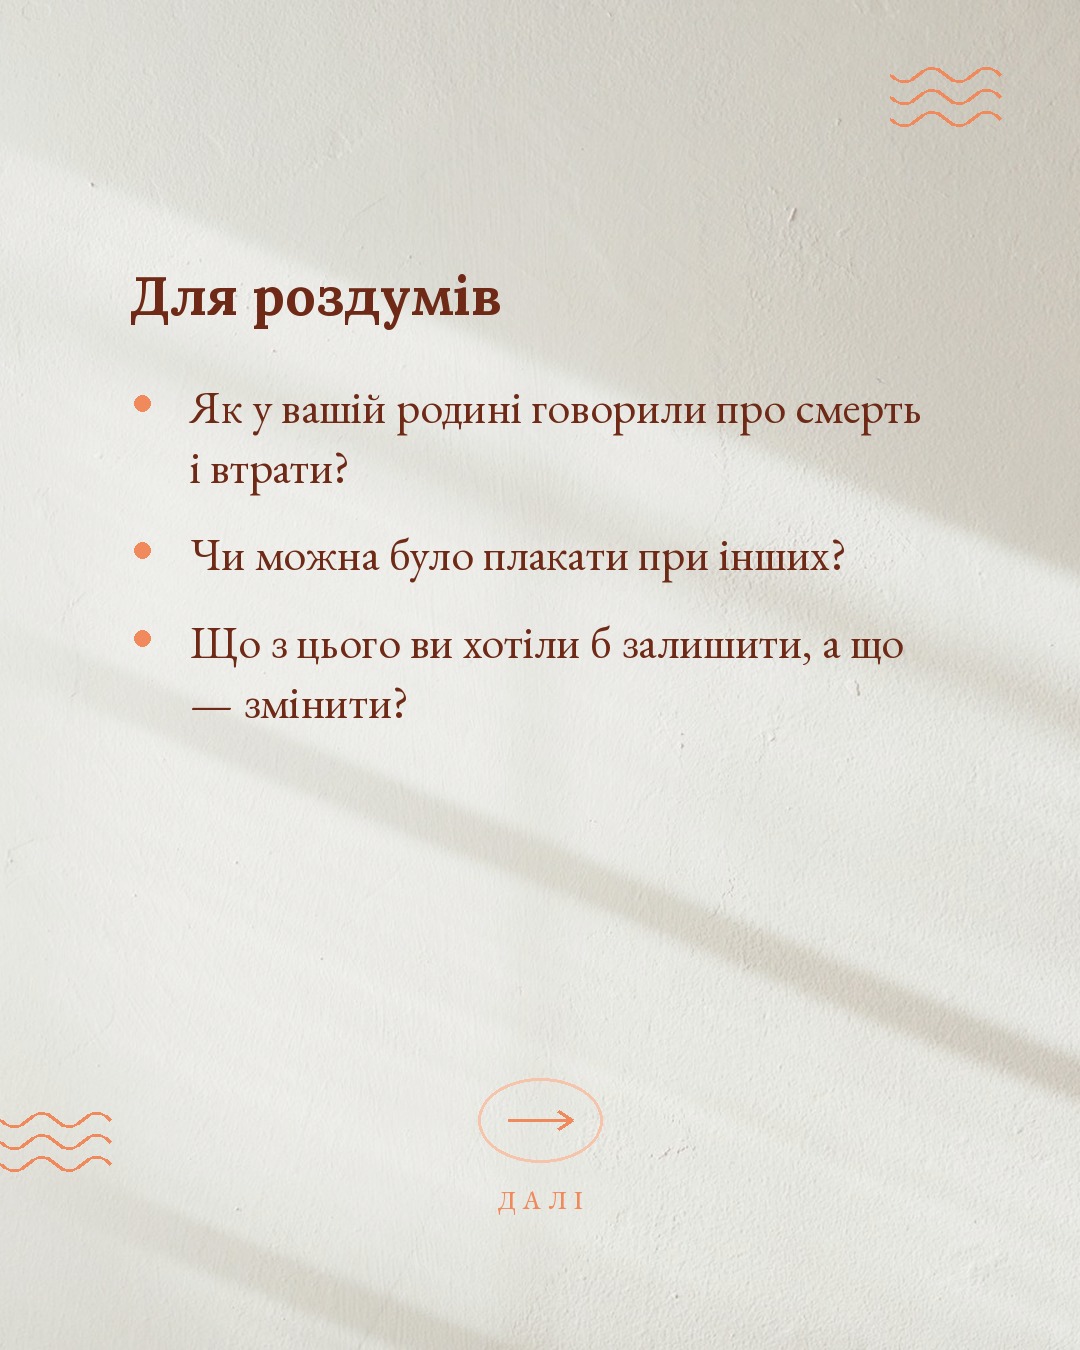 Для роздумів
Як у вашій родині говорили про смерть
і втрати?
Чи можна було плакати при інших?
Що з цього ви хотіли б залишити, а що
— змінити?
ДАЛІ